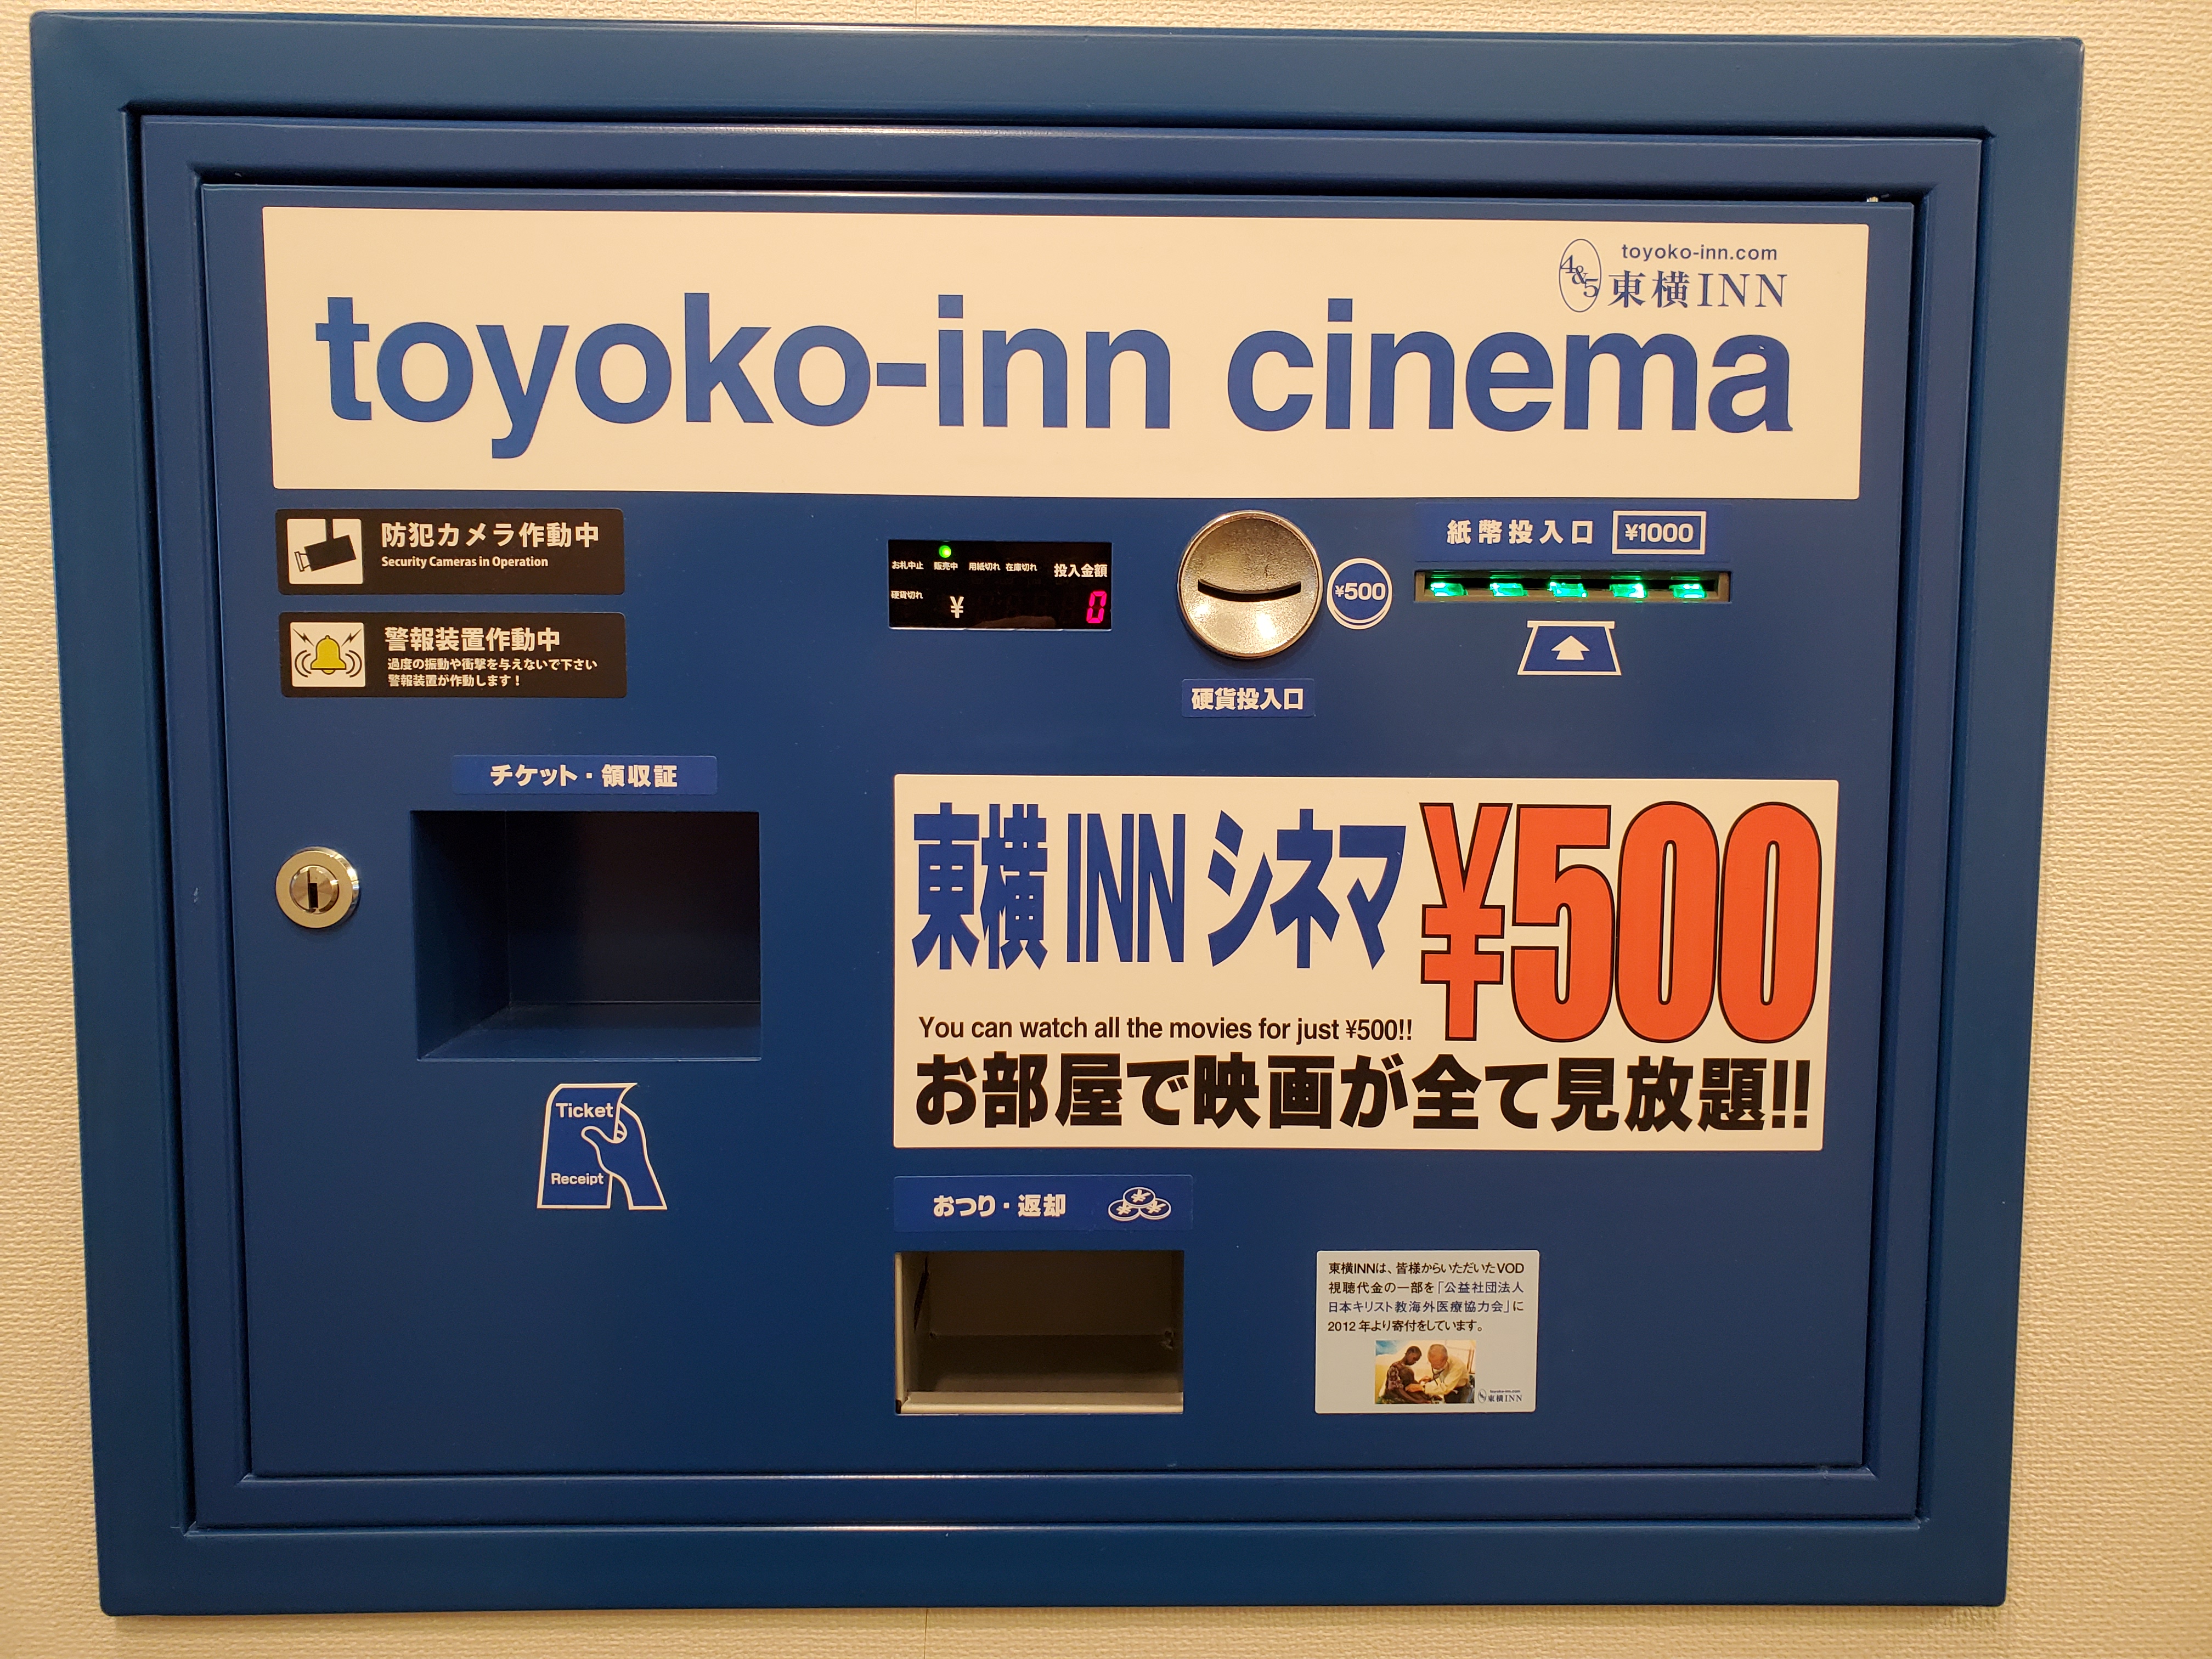 toyoko-inn.com
4&5 東横INN
toyoko-inn cinema
防犯カメラ作動中
Security Cameras in Operation
警報装置作動中
過度の振動や衝撃を与えないで下さい
警報装置が作動します！
お札中止 販売中 用紙切れ 在庫切れ 投入金額
硬貨切れ ¥ 0
¥500
硬貨投入口
紙幣投入口 ¥1000
チケット・領収証
Ticket
Receipt
東横INNシネマ ¥500
You can watch all the movies for just ¥500!!
お部屋で映画が全て見放題!!
おつり・返却
東横INNは、皆様からいただいたVOD
視聴代金の一部を「公益社団法人
日本キリスト教海外医療協力会」に
2012年より寄付をしています。
toyoko-inn.com
東横INN